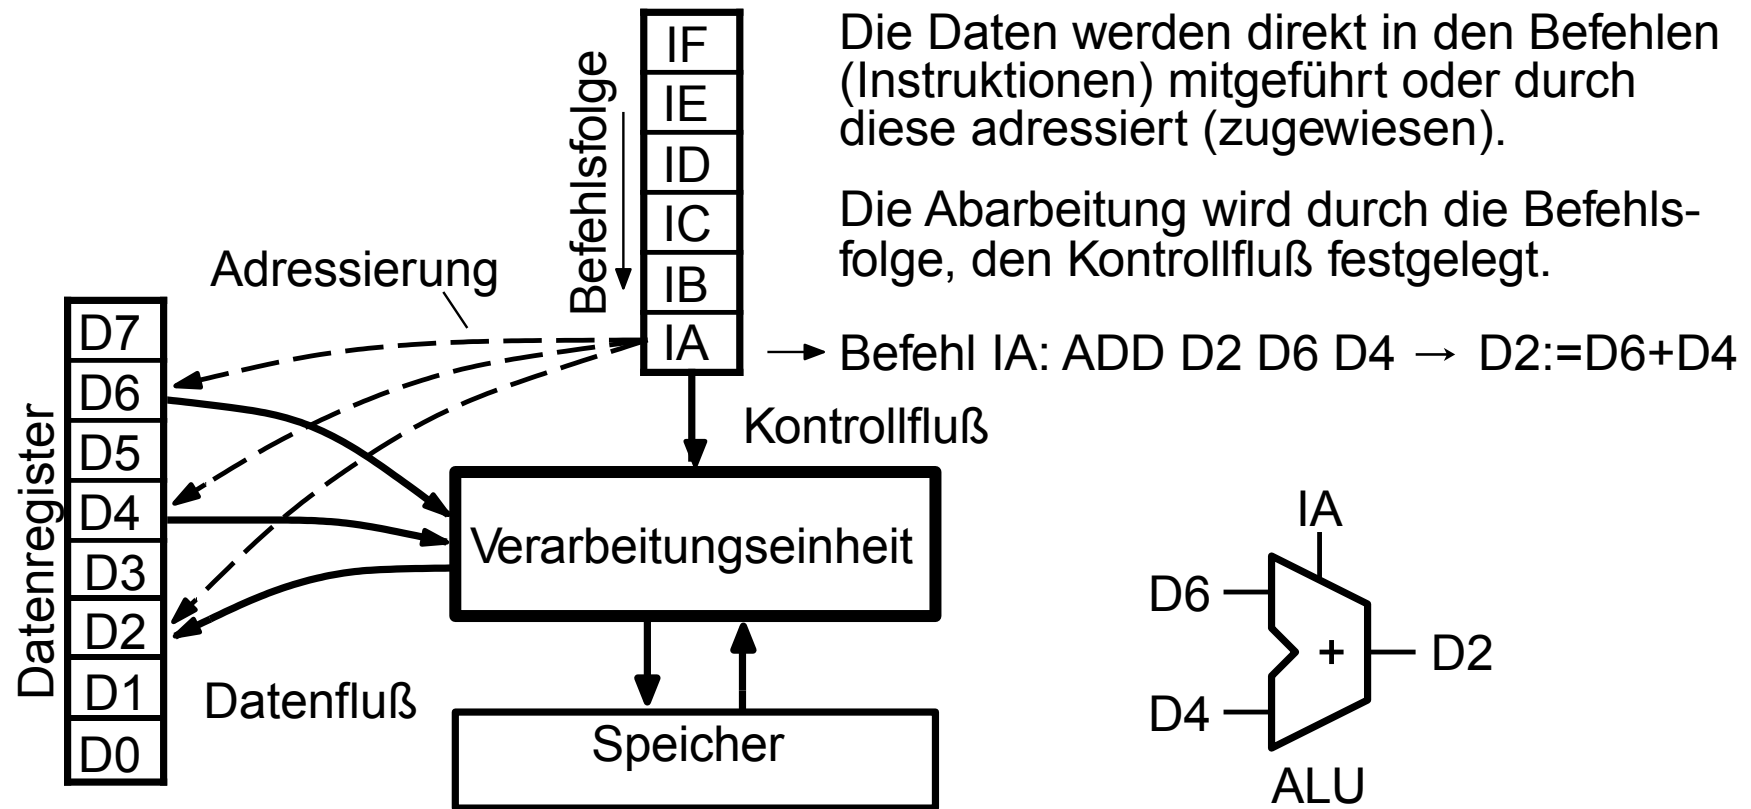 IF
IE
ID
IC
IB
IA
Befehlsfolge
Die Daten werden direkt in den Befehlen
(Instruktionen) mitgeführt oder durch
diese adressiert (zugewiesen).
Die Abarbeitung wird durch die Befehls-
folge, den Kontrollfluß festgelegt.
→ Befehl IA: ADD D2 D6 D4 → D2:=D6+D4
Adressierung
Datenregister
D7
D6
D5
D4
D3
D2
D1
D0
Kontrollfluß
Verarbeitungseinheit
Datenfluß
Speicher
IA
D6
+
D2
D4
ALU